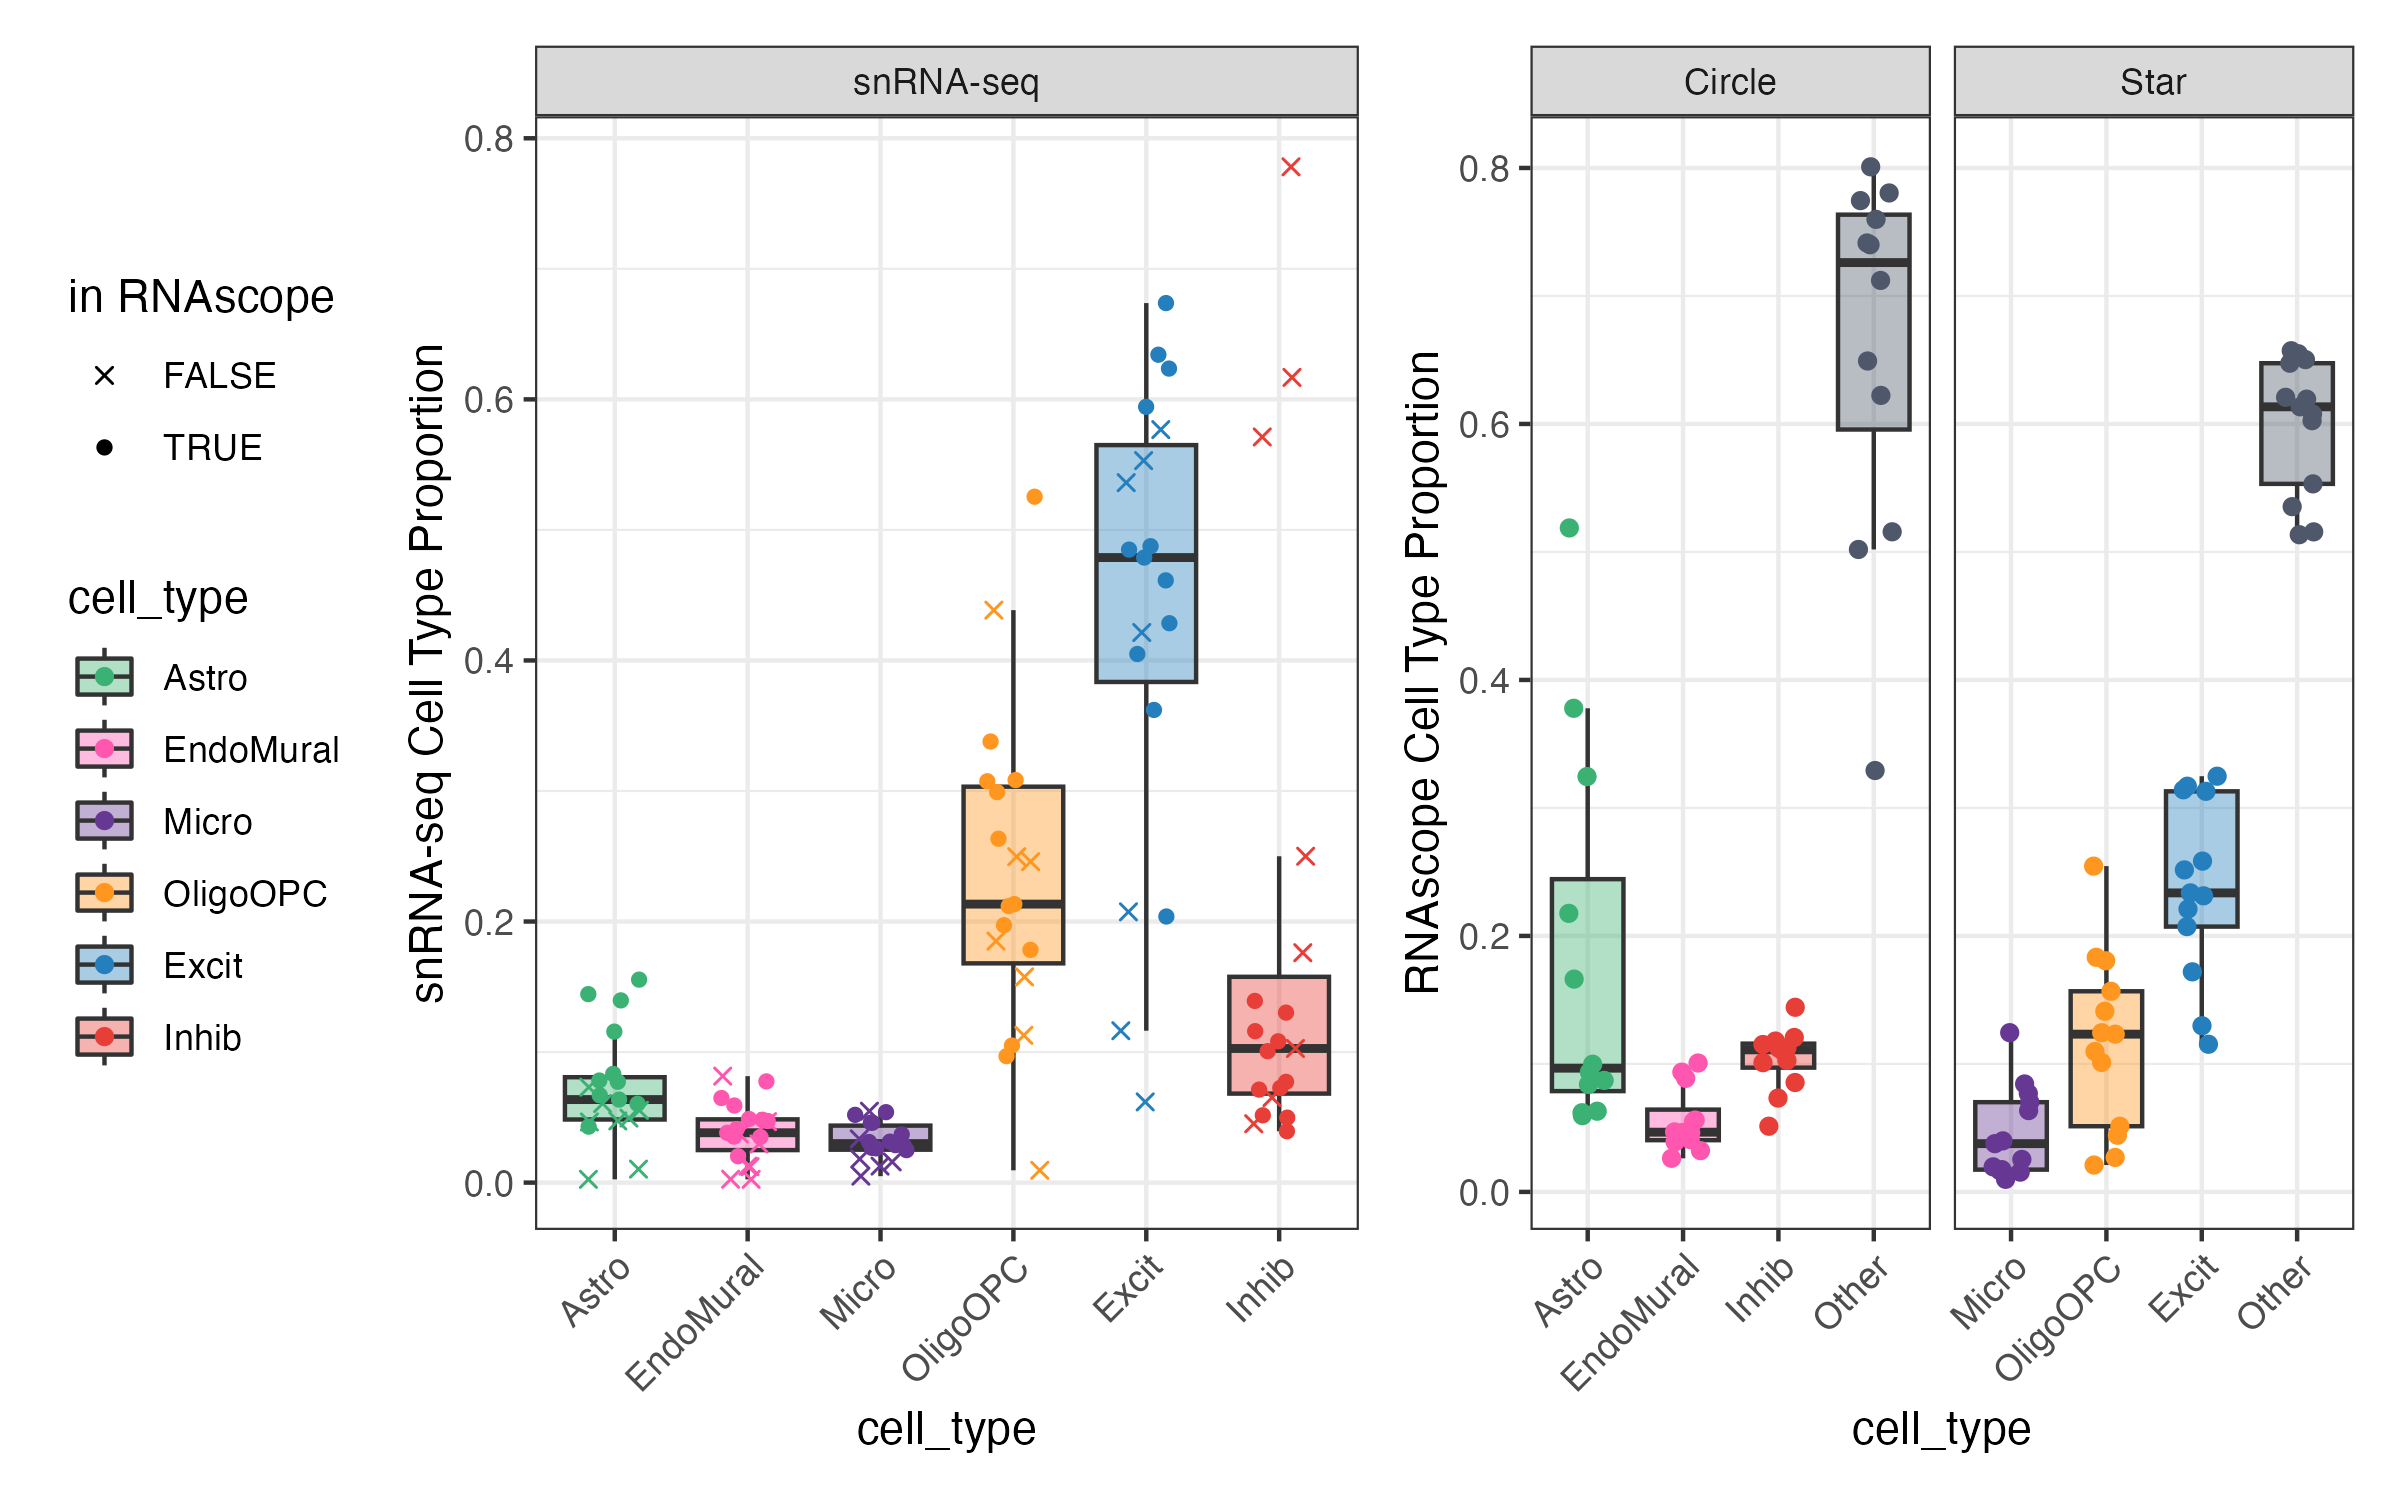 in RNAscope
FALSE
TRUE
cell_type
Astro
EndoMural
Micro
OligoOPC
Excit
Inhib
snRNA-seq
snRNA-seq Cell Type Proportion
0.8
0.6
0.4
0.2
0.0
Astro
EndoMural
Micro
OligoOPC
Excit
Inhib
cell_type
Circle
Star
RNAscope Cell Type Proportion
0.8
0.6
0.4
0.2
0.0
Astro
EndoMural
Inhib
Other
Micro
OligoOPC
Excit
Other
cell_type